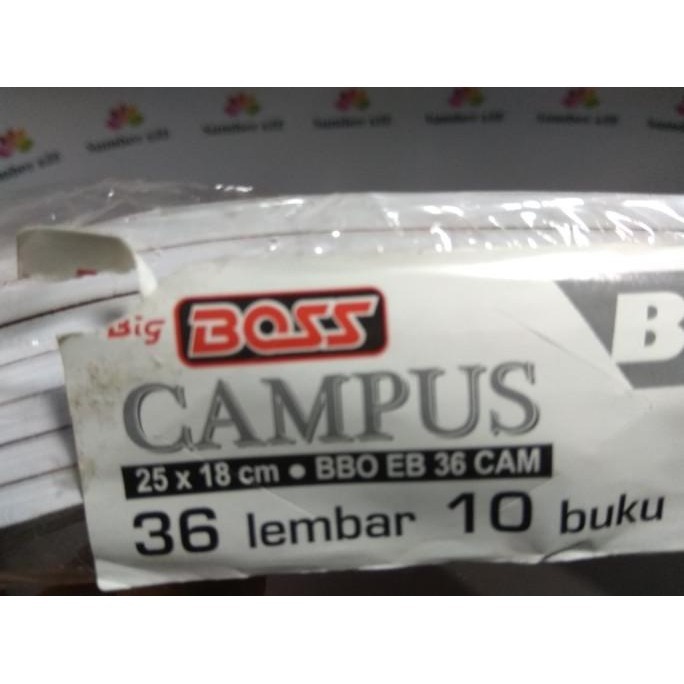 Big BOSS
CAMPUS
25 x 18 cm • BBO EB 36 CAM
36 lembar 10 buku
B